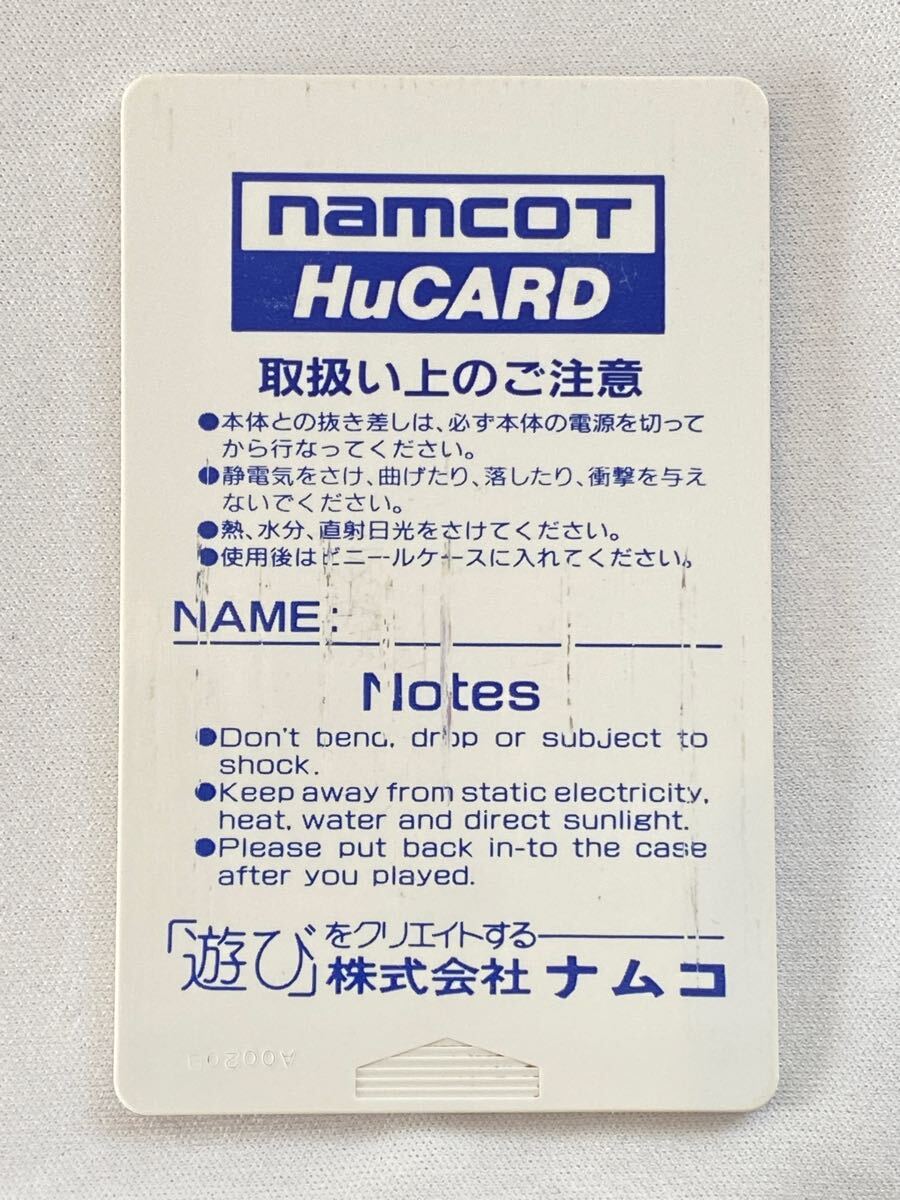 namcot
HuCARD
取扱い上のご注意
●本体との抜き差しは、必ず本体の電源を切って
から行なってください。
●静電気をさけ、曲げたり、落したり、衝撃を与え
ないでください。
●熱、水分、直射日光をさけてください。
●使用後はビニールケースに入れてください。
NAME:
Notes
●Don't bend, drop or subject to
shock.
●Keep away from static electricity,
heat, water and direct sunlight.
●Please put back in-to the case
after you played.
「遊び」をクリエイトする
株式会社 ナムコ